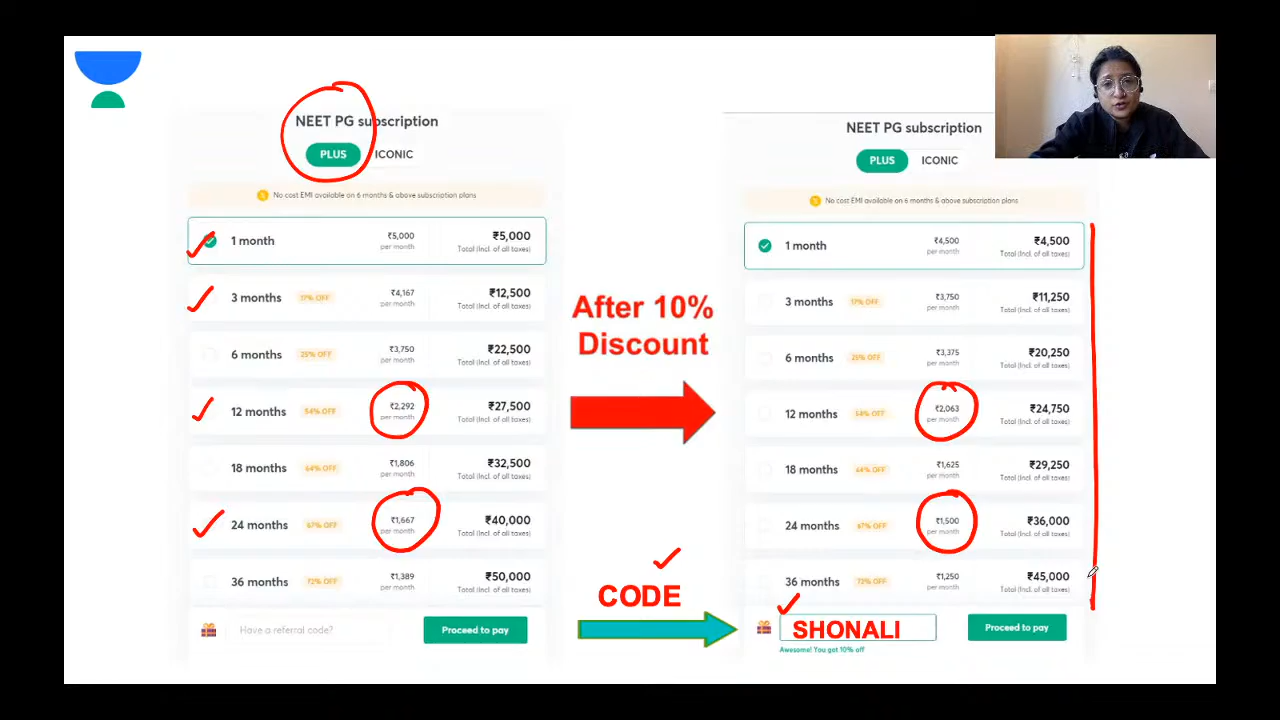 NEET PG subscription
PLUS ICONIC
No cost EMI available on 6 months & above subscription plans
1 month ₹5,000 per month ₹5,000 Total (Incl. of all taxes)
3 months 17% OFF ₹4,167 per month ₹12,500 Total (Incl. of all taxes)
6 months 25% OFF ₹3,750 per month ₹22,500 Total (Incl. of all taxes)
12 months 54% OFF ₹2,292 per month ₹27,500 Total (Incl. of all taxes)
18 months 64% OFF ₹1,806 per month ₹32,500 Total (Incl. of all taxes)
24 months 67% OFF ₹1,667 per month ₹40,000 Total (Incl. of all taxes)
36 months 72% OFF ₹1,389 per month ₹50,000
Have a referral code? Proceed to pay
After 10%
Discount
CODE
NEET PG subscription
PLUS ICONIC
No cost EMI available on 6 months & above subscription plans
1 month ₹4,500 per month ₹4,500 Total (Incl. of all taxes)
3 months 17% OFF ₹3,750 per month ₹11,250 Total (Incl. of all taxes)
6 months 25% OFF ₹3,375 per month ₹20,250 Total (Incl. of all taxes)
12 months 54% OFF ₹2,063 per month ₹24,750 Total (Incl. of all taxes)
18 months 64% OFF ₹1,625 per month ₹29,250 Total (Incl. of all taxes)
24 months 67% OFF ₹1,500 per month ₹36,000 Total (Incl. of all taxes)
36 months 72% OFF ₹1,250 per month ₹45,000 Total (Incl. of all taxes)
SHONALI Proceed to pay
Awesome! You got 10% off